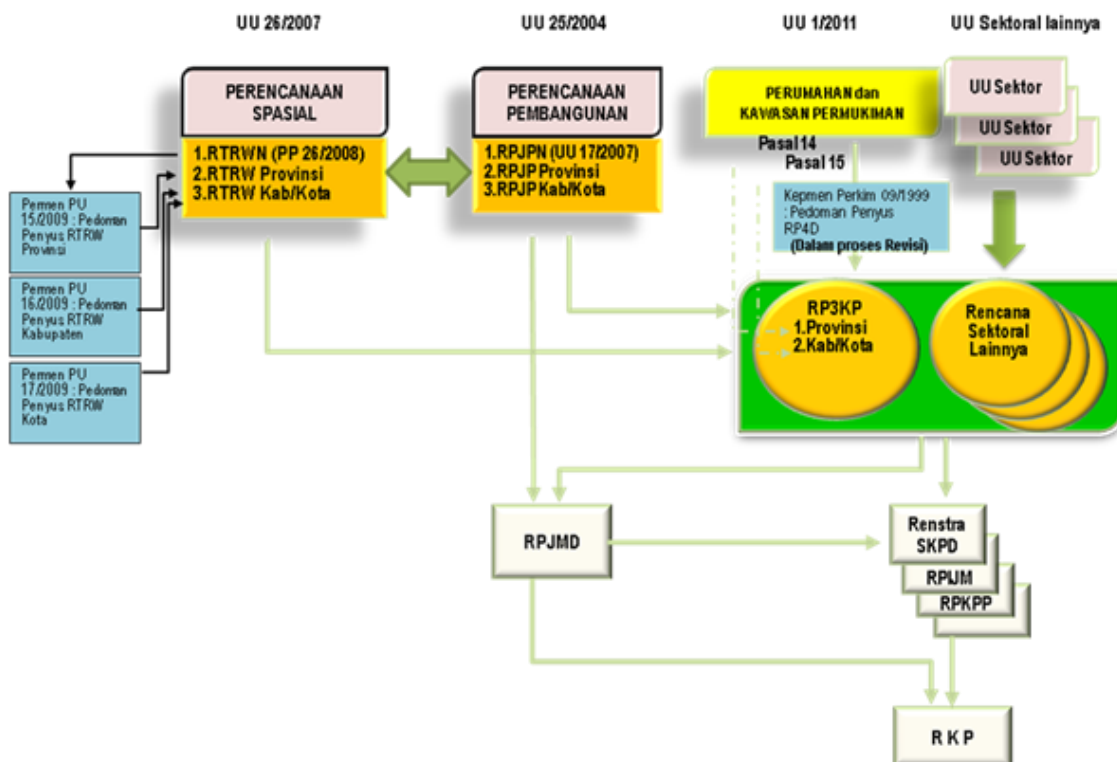 UU 26/2007
UU 25/2004
UU 1/2011
UU Sektoral lainnya
PERENCANAAN
SPASIAL
1.RTRWN (PP 26/2008)
2.RTRW Provinsi
3.RTRW Kab/Kota
PERENCANAAN
PEMBANGUNAN
1.RPJPN (UU 17/2007)
2.RPJP Provinsi
3.RPJP Kab/Kota
PERUMAHAN dan
KAWASAN PERMUKIMAN
Pasal 14
Pasal 15
UU Sektor
UU Sektor
UU Sektor
Permen PU
15/2009 : Pedoman
Penyus RTRW
Provinsi
Permen PU
16/2009 : Pedoman
Penyus RTRW
Kabupaten
Permen PU
17/2009 : Pedoman
Penyus RTRW
Kota
Kepmen Perkim 09/1999
: Pedoman Penyus
RP4D
(Dalam proses Revisi)
RP3KP
1.Provinsi
2.Kab/Kota
Rencana
Sektoral
Lainnya
RPJMD
Renstra
SKPD
RPIJM
RPKPP
R K P